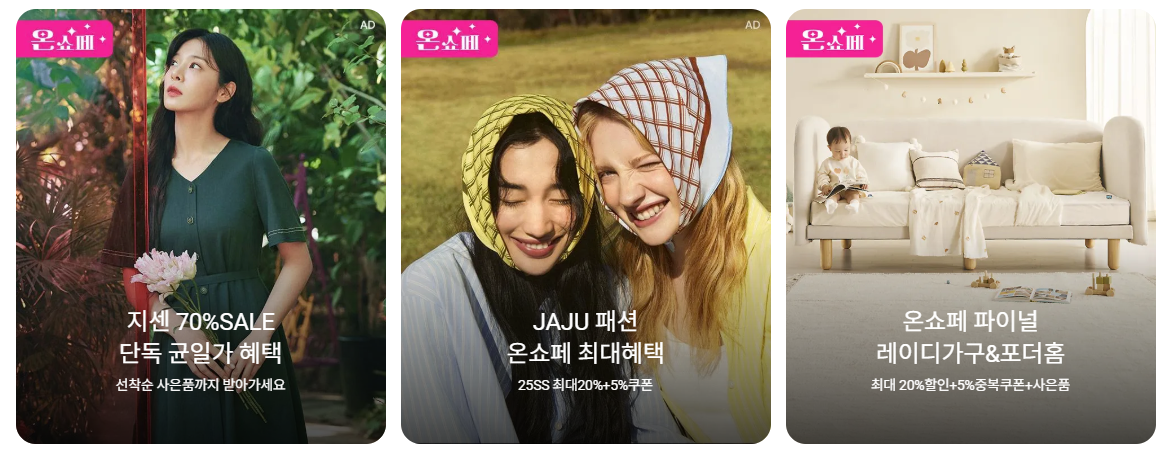 온쇼페
AD
지센 70%SALE
단독 균일가 혜택
선착순 사은품까지 받아가세요
온쇼페
AD
JAJU 패션
온쇼페 최대혜택
25SS 최대20%+5%쿠폰
온쇼페
온쇼페 파이널
레이디가구&포더홈
최대 20%할인+5%중복쿠폰+사은품